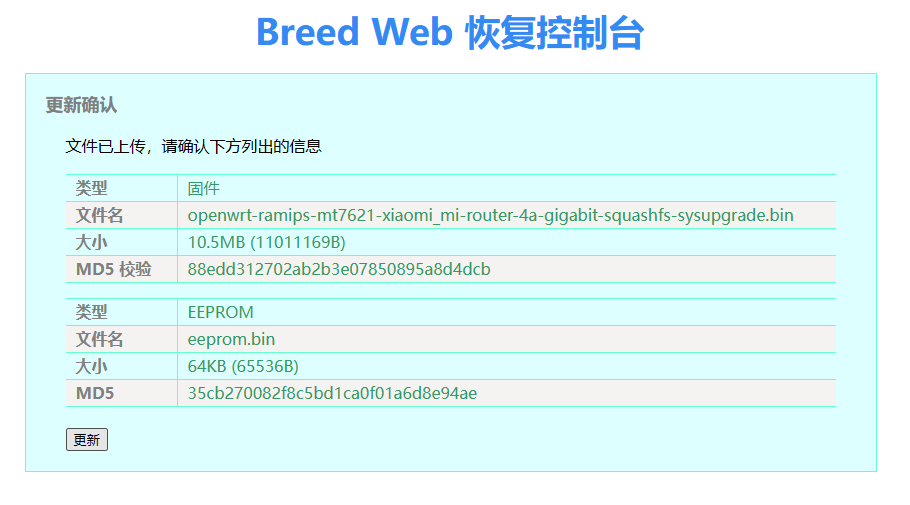 Breed Web 恢复控制台
更新确认
文件已上传，请确认下方列出的信息
类型 固件
文件名 openwrt-ramips-mt7621-xiaomi_mi-router-4a-gigabit-squashfs-sysupgrade.bin
大小 10.5MB (11011169B)
MD5 校验 88edd312702ab2b3e07850895a8d4dcb
类型 EEPROM
文件名 eeprom.bin
大小 64KB (65536B)
MD5 35cb270082f8c5bd1ca0f01a6d8e94ae
更新